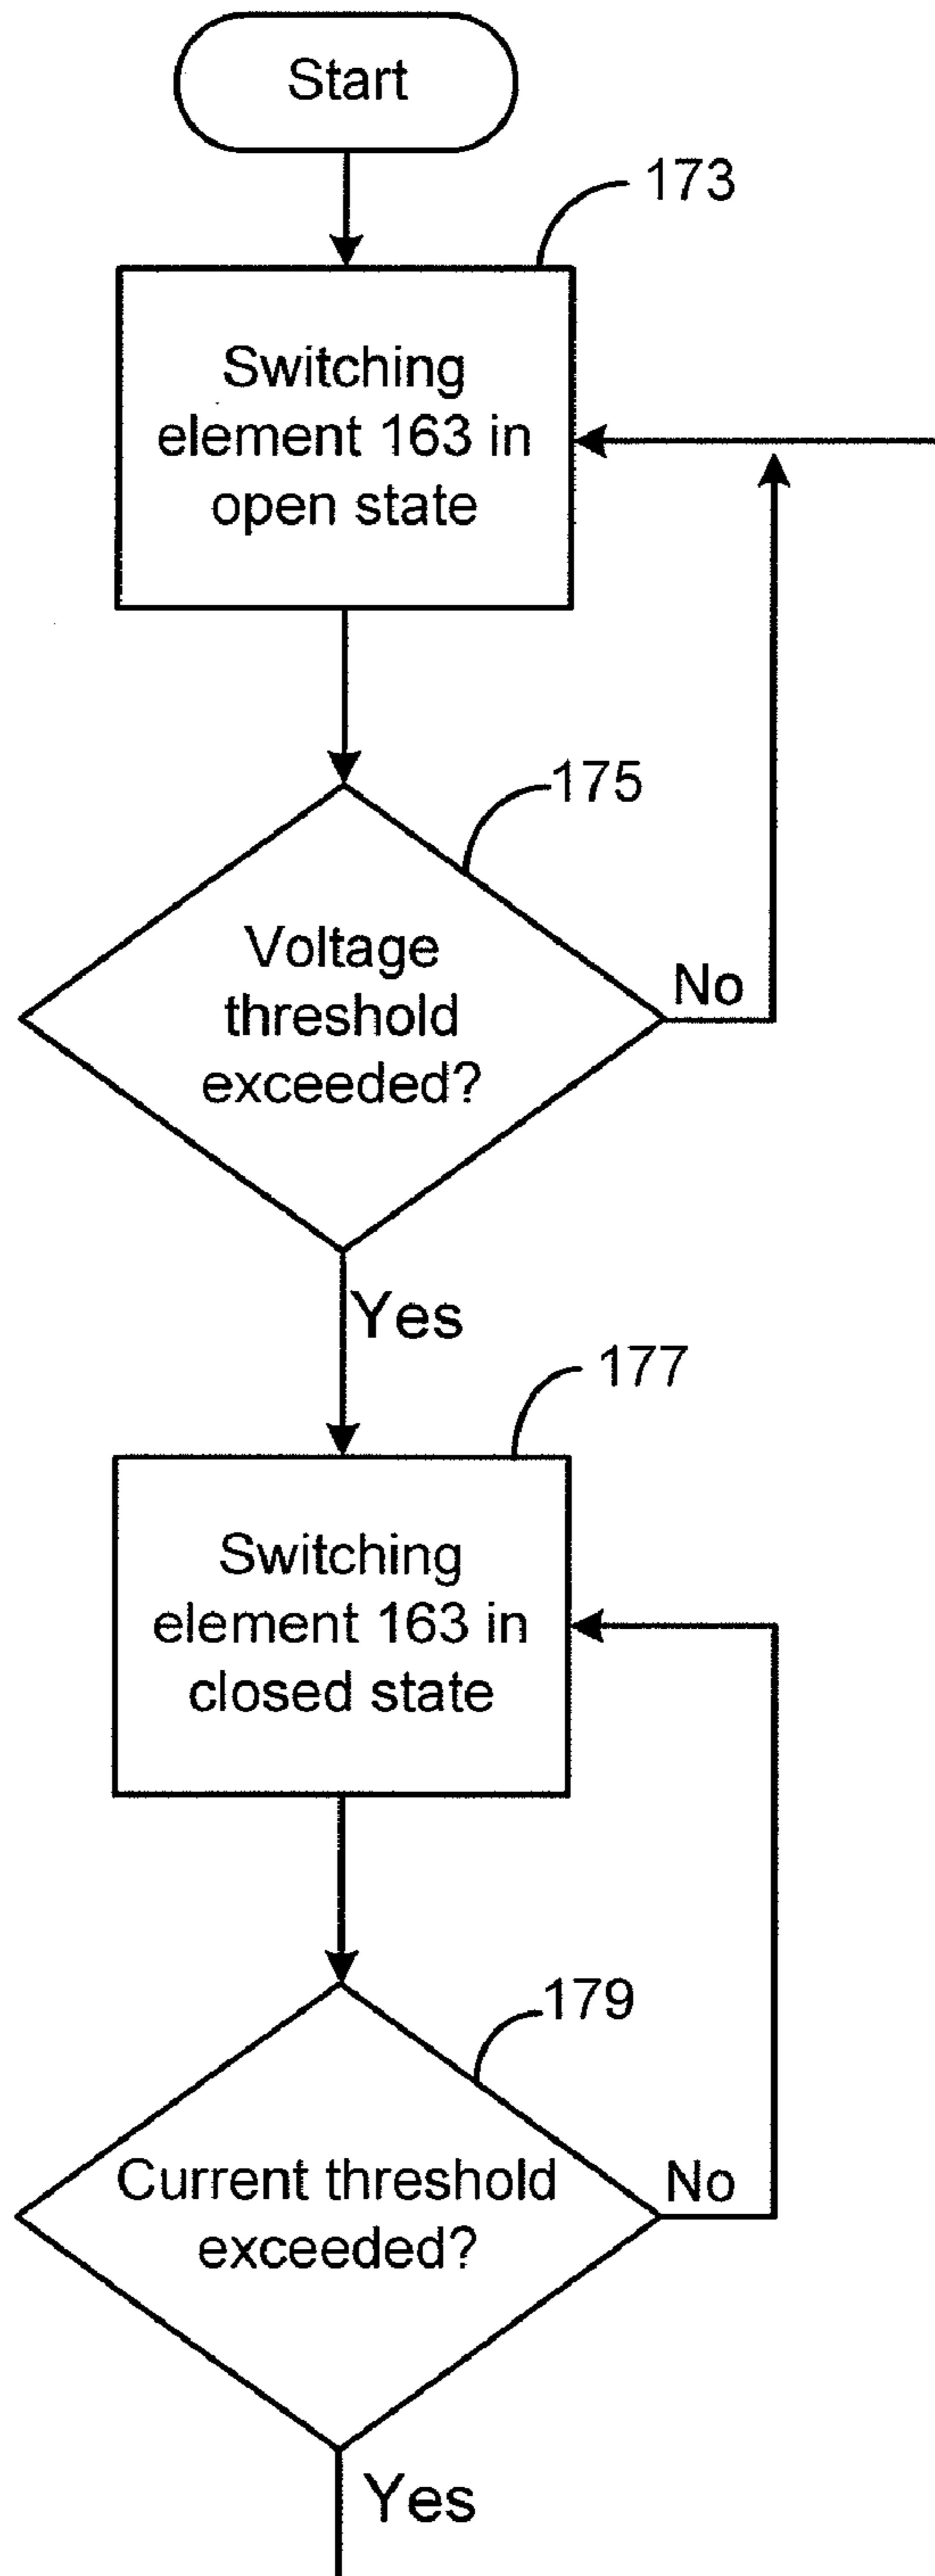 Start
173
Switching
element 163 in
open state
175
Voltage
threshold
exceeded?
No
Yes
177
Switching
element 163 in
closed state
179
Current threshold
exceeded?
No
Yes